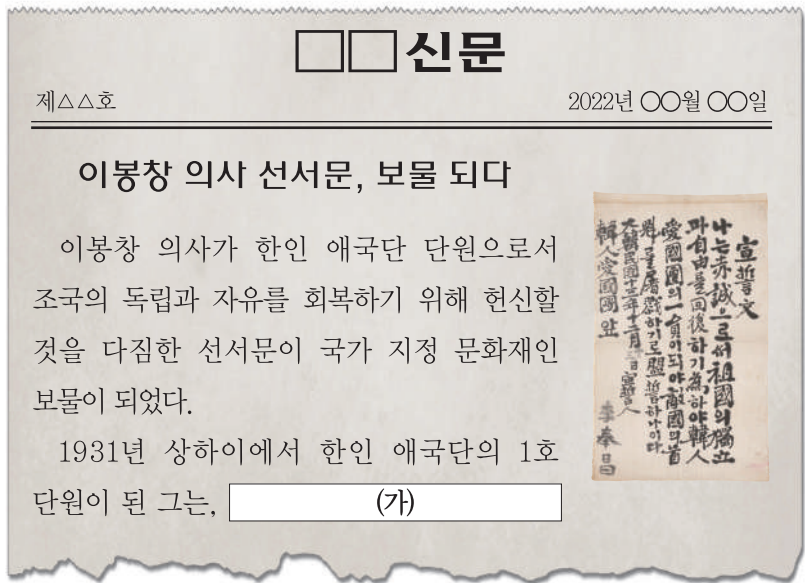 □□신문
제△△호 2022년 ○○월 ○○일
이봉창 의사 선서문, 보물 되다
이봉창 의사가 한인 애국단 단원으로서
조국의 독립과 자유를 회복하기 위해 헌신할
것을 다짐한 선서문이 국가 지정 문화재인
보물이 되었다.
1931년 상하이에서 한인 애국단의 1호
단원이 된 그는, (가)
宣誓文
나는赤誠으로써祖國의獨立
과自由를回復하기爲하야韓人
愛國團의一員이되야敵國의首
魁를屠戮하기로盟誓하나이다
大韓民國十三年十二月 日 宣誓人
李奉昌
韓人愛國團앞